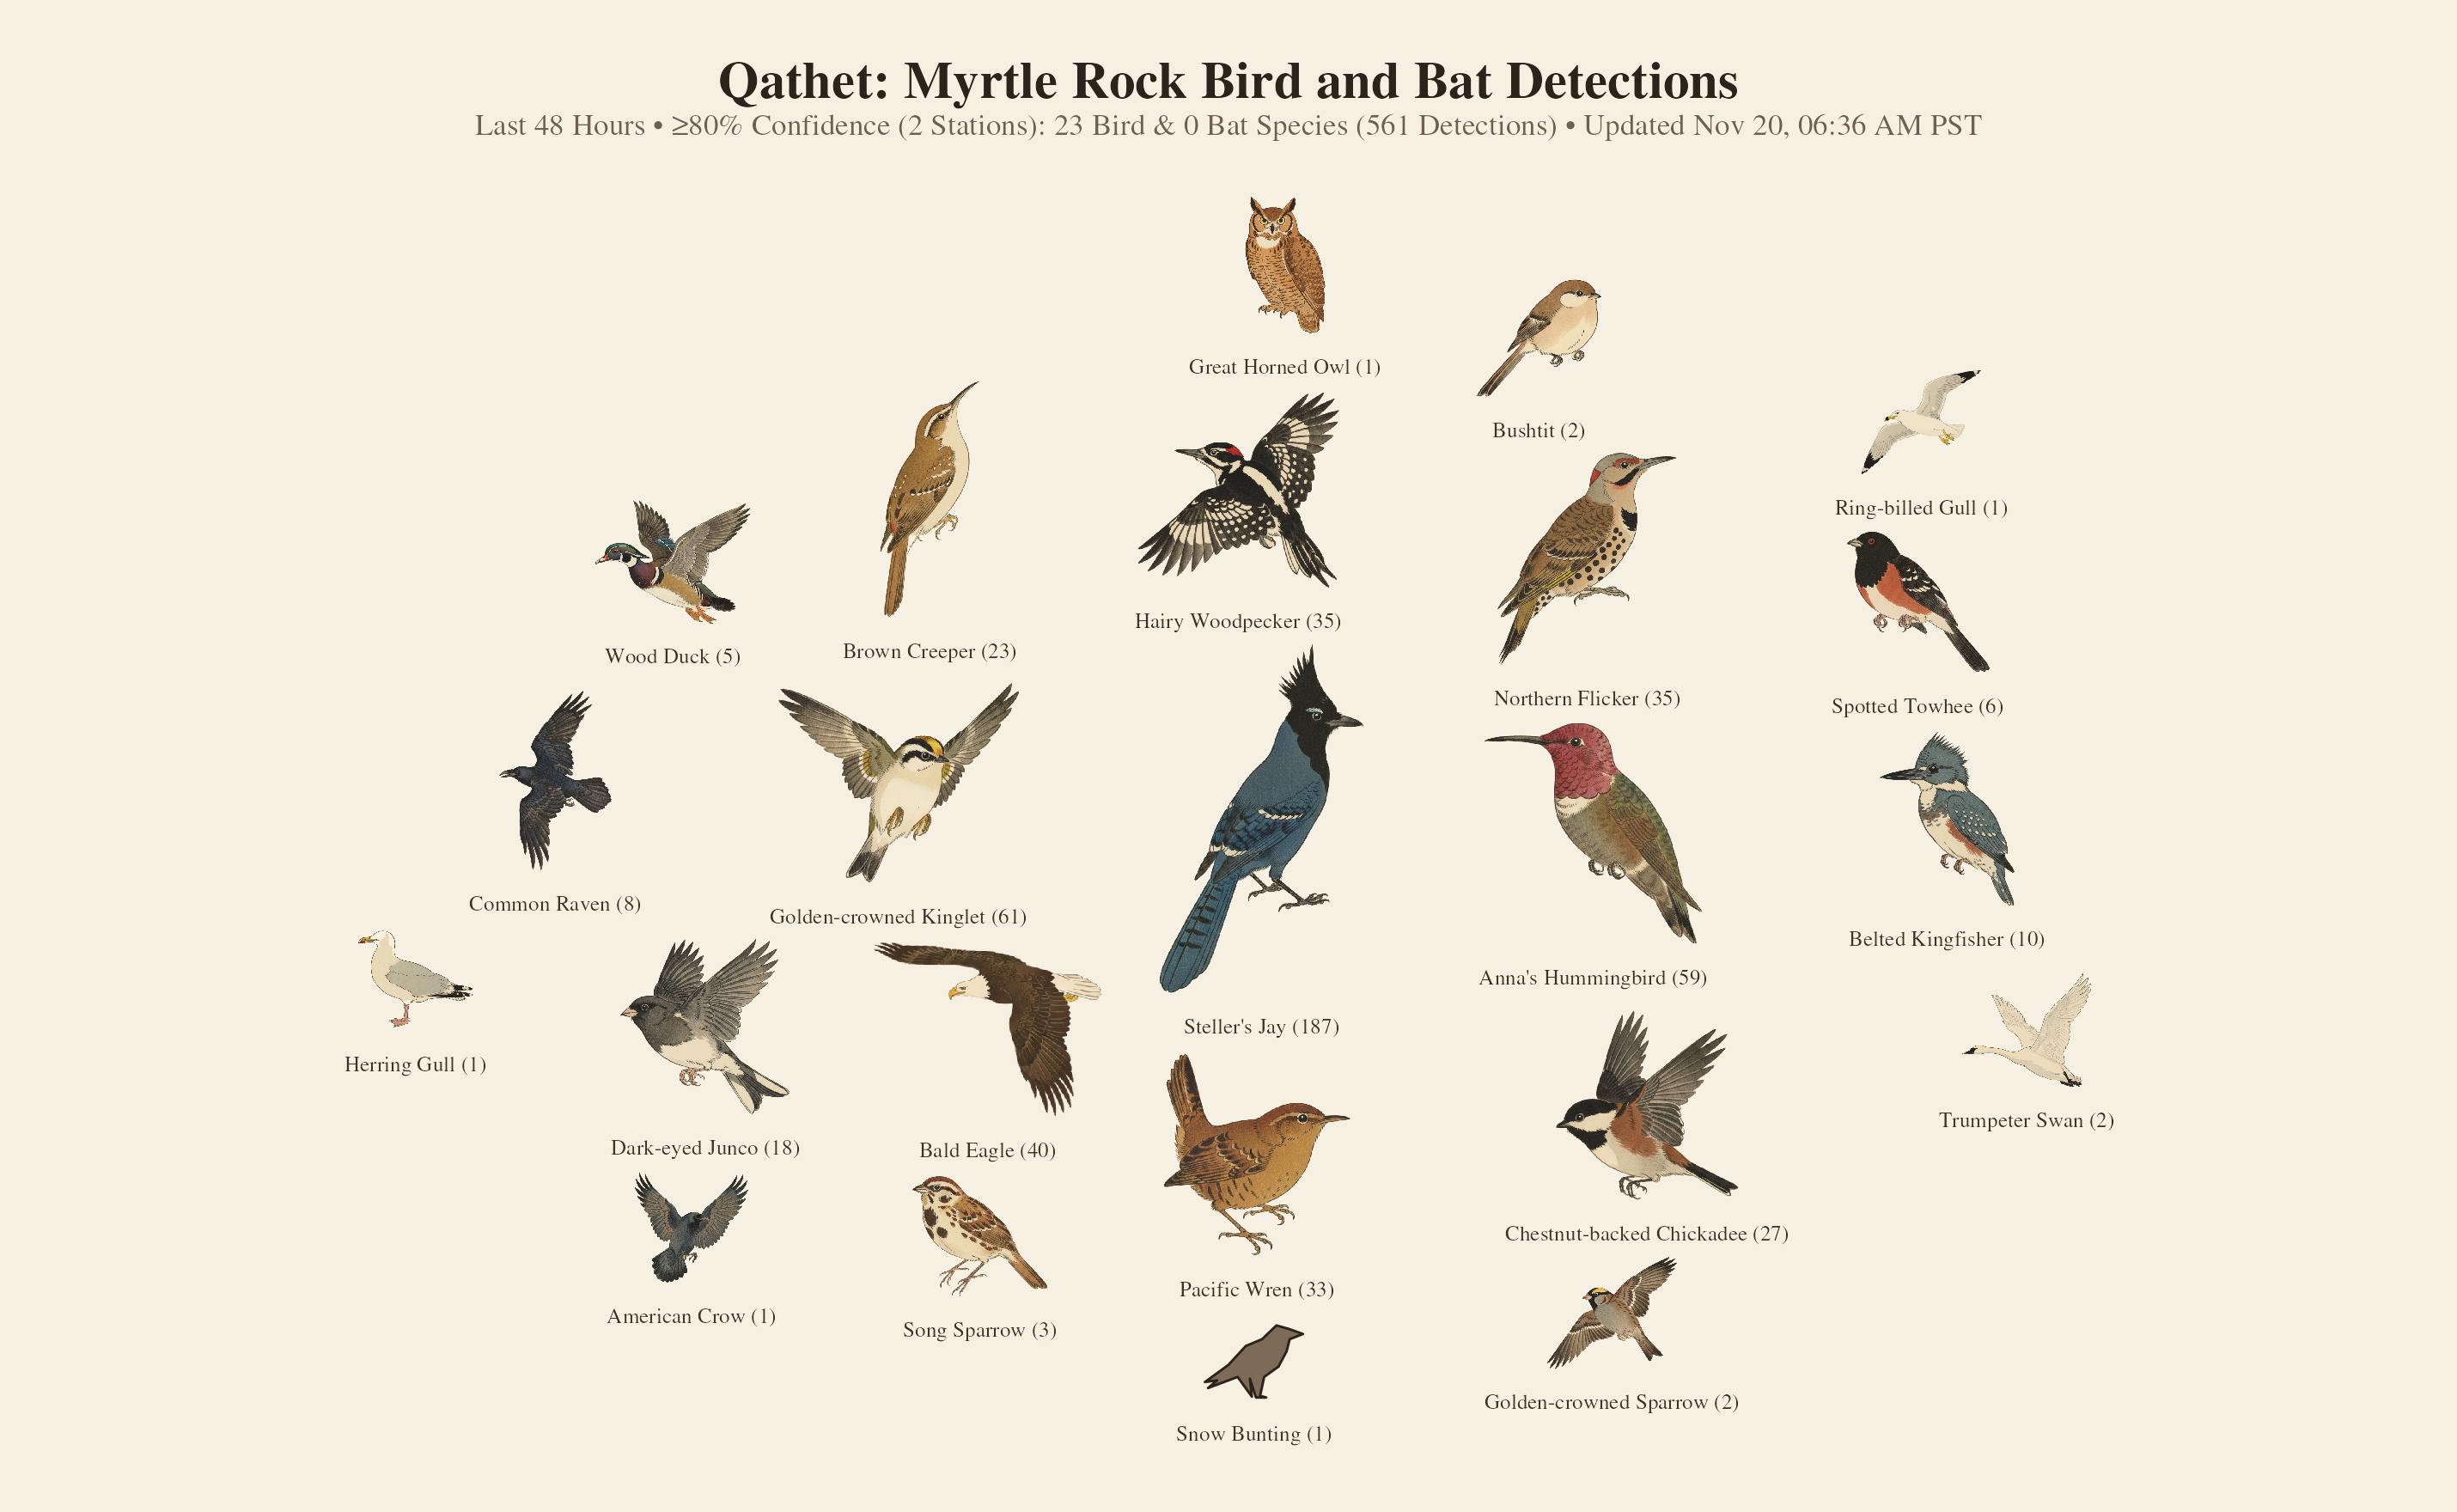 Qathet: Myrtle Rock Bird and Bat Detections
Last 48 Hours • ≥80% Confidence (2 Stations): 23 Bird & 0 Bat Species (561 Detections) • Updated Nov 20, 06:36 AM PST
Great Horned Owl (1)
Bushtit (2)
Ring-billed Gull (1)
Hairy Woodpecker (35)
Brown Creeper (23)
Wood Duck (5)
Northern Flicker (35)
Spotted Towhee (6)
Common Raven (8)
Golden-crowned Kinglet (61)
Belted Kingfisher (10)
Anna's Hummingbird (59)
Steller's Jay (187)
Herring Gull (1)
Trumpeter Swan (2)
Dark-eyed Junco (18)
Bald Eagle (40)
Chestnut-backed Chickadee (27)
Pacific Wren (33)
American Crow (1)
Song Sparrow (3)
Golden-crowned Sparrow (2)
Snow Bunting (1)